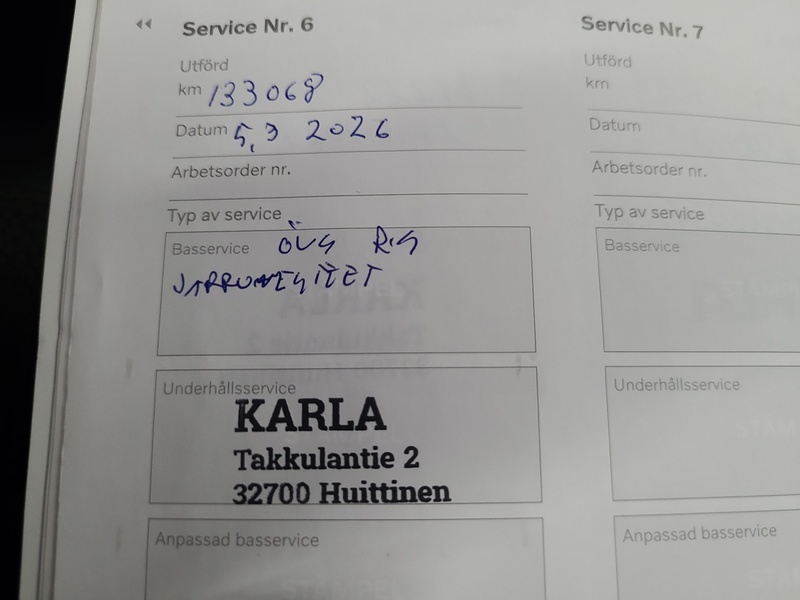 Service Nr. 6
Utförd
km 133068
Datum 5,3 2026
Arbetsorder nr.
Typ av service
Basservice ÖVS
Underhållsservice
KARLA
Takkulantie 2
32700 Huittinen
Anpassad basservice
Service Nr. 7
Utförd
km
Datum
Arbetsorder nr.
Typ av service
Basservice
Underhållsservice
Anpassad basservice